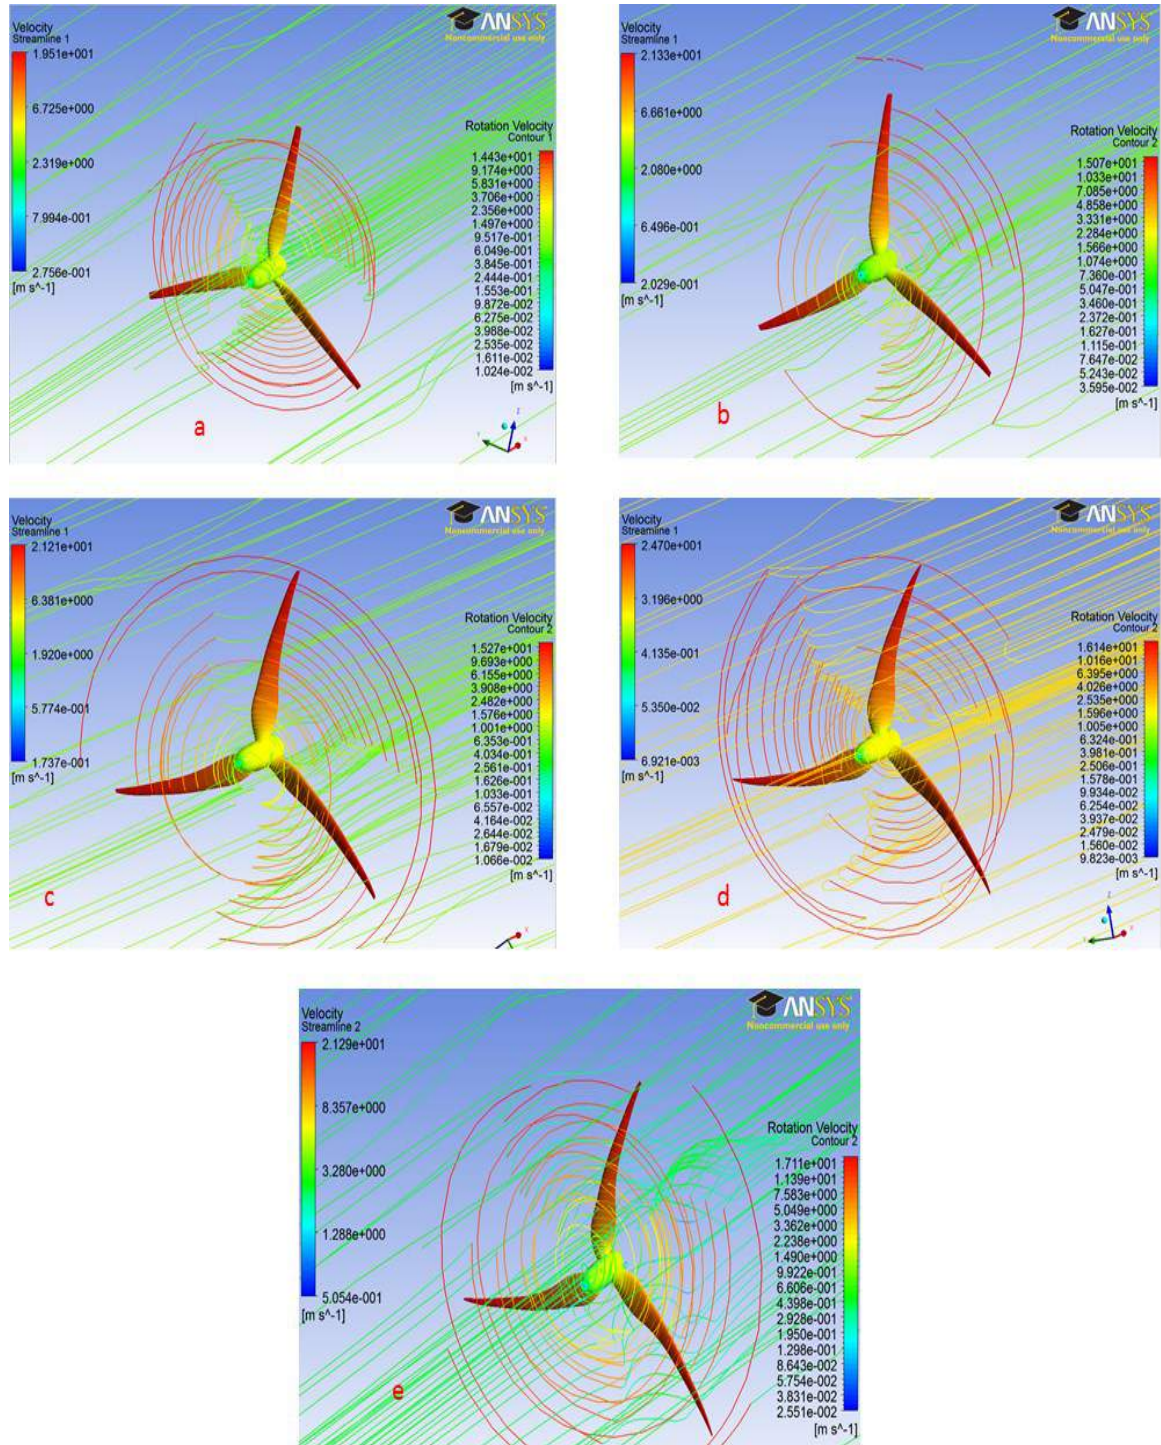 Velocity
Streamline 1
1.951e+001
6.725e+000
2.319e+000
7.994e-001
2.756e-001
[m s^-1]
ANSYS
Noncommercial use only
Rotation Velocity
Contour 1
1.443e+001
9.174e+000
5.831e+000
3.706e+000
2.356e+000
1.497e+000
9.517e-001
6.049e-001
3.845e-001
2.444e-001
1.553e-001
9.872e-002
6.275e-002
3.988e-002
2.535e-002
1.611e-002
1.024e-002
[m s^-1]
a
Velocity
Streamline 1
2.133e+001
6.661e+000
2.080e+000
6.496e-001
2.029e-001
[m s^-1]
ANSYS
Noncommercial use only
Rotation Velocity
Contour 2
1.507e+001
1.033e+001
7.085e+000
4.858e+000
3.331e+000
2.284e+000
1.566e+000
1.074e+000
7.360e-001
5.047e-001
3.460e-001
2.372e-001
1.627e-001
1.115e-001
7.647e-002
5.243e-002
3.595e-002
[m s^-1]
b
Velocity
Streamline 1
2.121e+001
6.381e+000
1.920e+000
5.774e-001
1.737e-001
[m s^-1]
ANSYS
Noncommercial use only
Rotation Velocity
Contour 2
1.527e+001
9.693e+000
6.155e+000
3.908e+000
2.482e+000
1.576e+000
1.001e+000
6.353e-001
4.034e-001
2.561e-001
1.626e-001
1.033e-001
6.557e-002
4.164e-002
2.644e-002
1.679e-002
1.066e-002
[m s^-1]
c
Velocity
Streamline 1
2.470e+001
3.196e+000
4.135e-001
5.350e-002
6.921e-003
[m s^-1]
ANSYS
Noncommercial use only
Rotation Velocity
Contour 2
1.614e+001
1.016e+001
6.395e+000
4.026e+000
2.535e+000
1.596e+000
1.005e+000
6.324e-001
3.981e-001
2.506e-001
1.578e-001
9.934e-002
6.254e-002
3.937e-002
2.479e-002
1.560e-002
9.823e-003
[m s^-1]
d
Velocity
Streamline 2
2.129e+001
8.357e+000
3.280e+000
1.288e+000
5.054e-001
[m s^-1]
ANSYS
Noncommercial use only
Rotation Velocity
Contour 2
1.711e+001
1.139e+001
7.583e+000
5.049e+000
3.362e+000
2.238e+000
1.490e+000
9.922e-001
6.606e-001
4.398e-001
2.928e-001
1.950e-001
1.298e-001
8.643e-002
5.754e-002
3.831e-002
2.551e-002
[m s^-1]
e